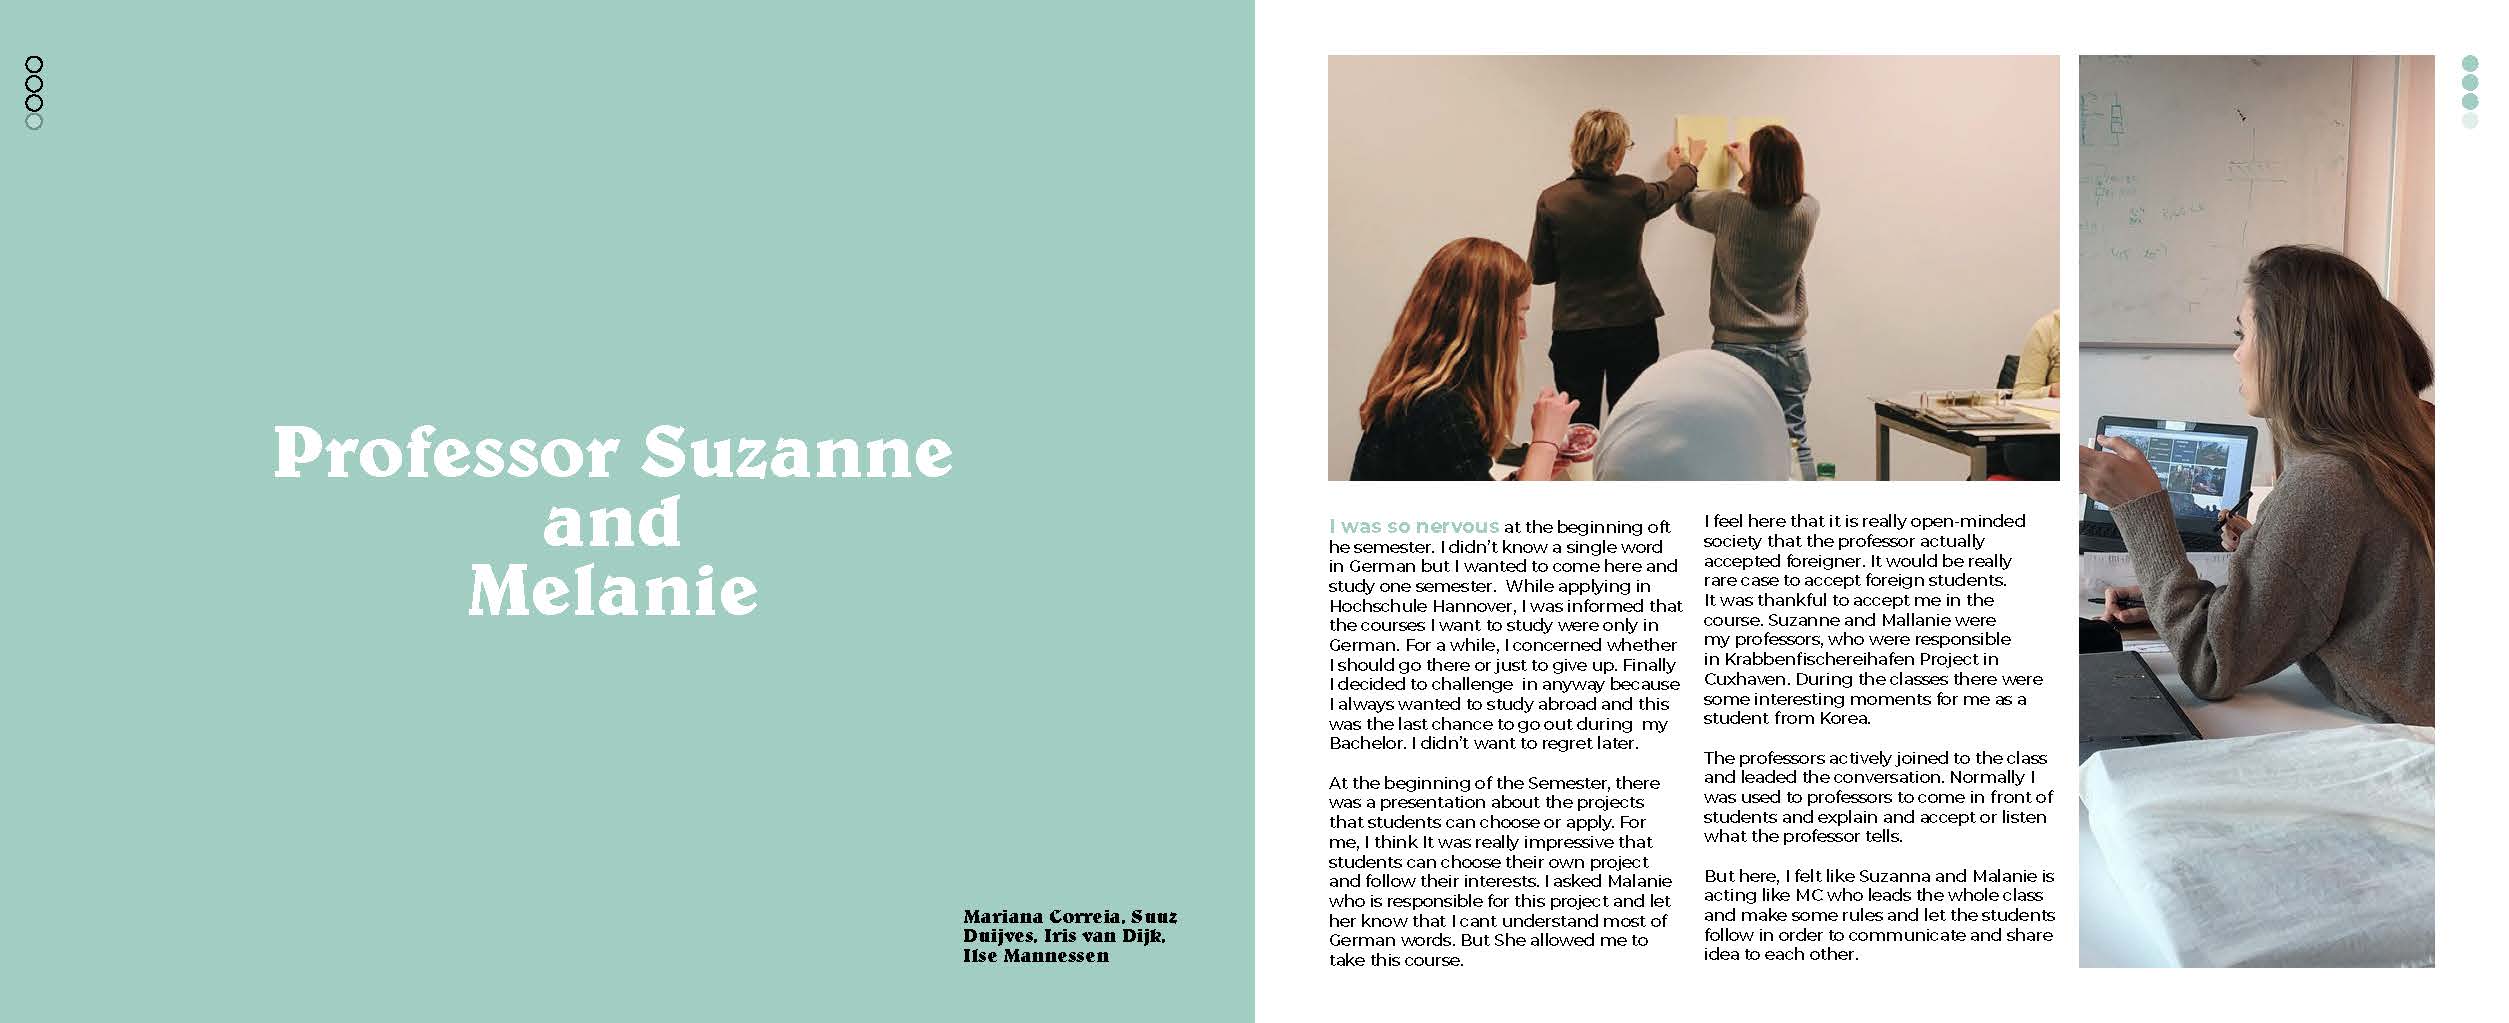 Professor Suzanne
and
Melanie
Mariana Correia, Suuz
Duijves, Iris van Dijk,
Ilse Mannessen
I was so nervous at the beginning oft
he semester. I didn’t know a single word
in German but I wanted to come here and
study one semester.  While applying in
Hochschule Hannover, I was informed that
the courses I want to study were only in
German. For a while, I concerned whether
I should go there or just to give up. Finally
I decided to challenge  in anyway because
I always wanted to study abroad and this
was the last chance to go out during  my
Bachelor. I didn’t want to regret later.
At the beginning of the Semester, there
was a presentation about the projects
that students can choose or apply. For
me, I think It was really impressive that
students can choose their own project
and follow their interests. I asked Malanie
who is responsible for this project and let
her know that I cant understand most of
German words. But She allowed me to
take this course.
I feel here that it is really open-minded
society that the professor actually
accepted foreigner. It would be really
rare case to accept foreign students.
It was thankful to accept me in the
course. Suzanne and Mallanie were
my professors, who were responsible
in Krabbenfischereihafen Project in
Cuxhaven. During the classes there were
some interesting moments for me as a
student from Korea.
The professors actively joined to the class
and leaded the conversation. Normally I
was used to professors to come in front of
students and explain and accept or listen
what the professor tells.
But here, I felt like Suzanna and Malanie is
acting like MC who leads the whole class
and make some rules and let the students
follow in order to communicate and share
idea to each other.